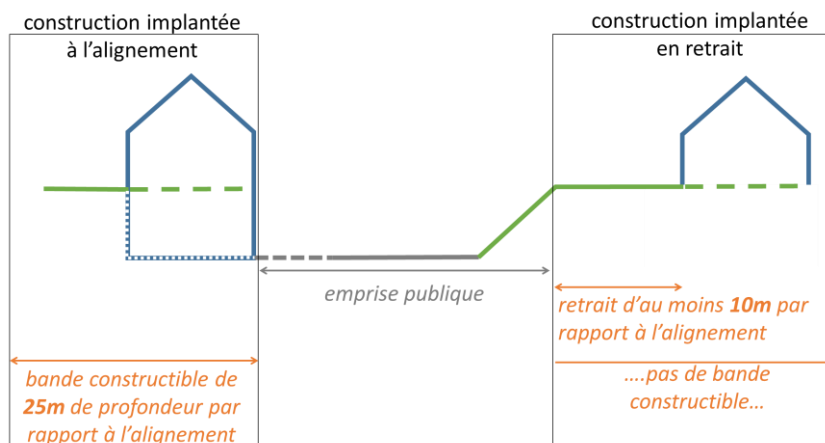 construction implantée
à l’alignement
construction implantée
en retrait
emprise publique
retrait d’au moins 10m par
rapport à l’alignement
....pas de bande
constructible…
bande constructible de
25m de profondeur par
rapport à l’alignement